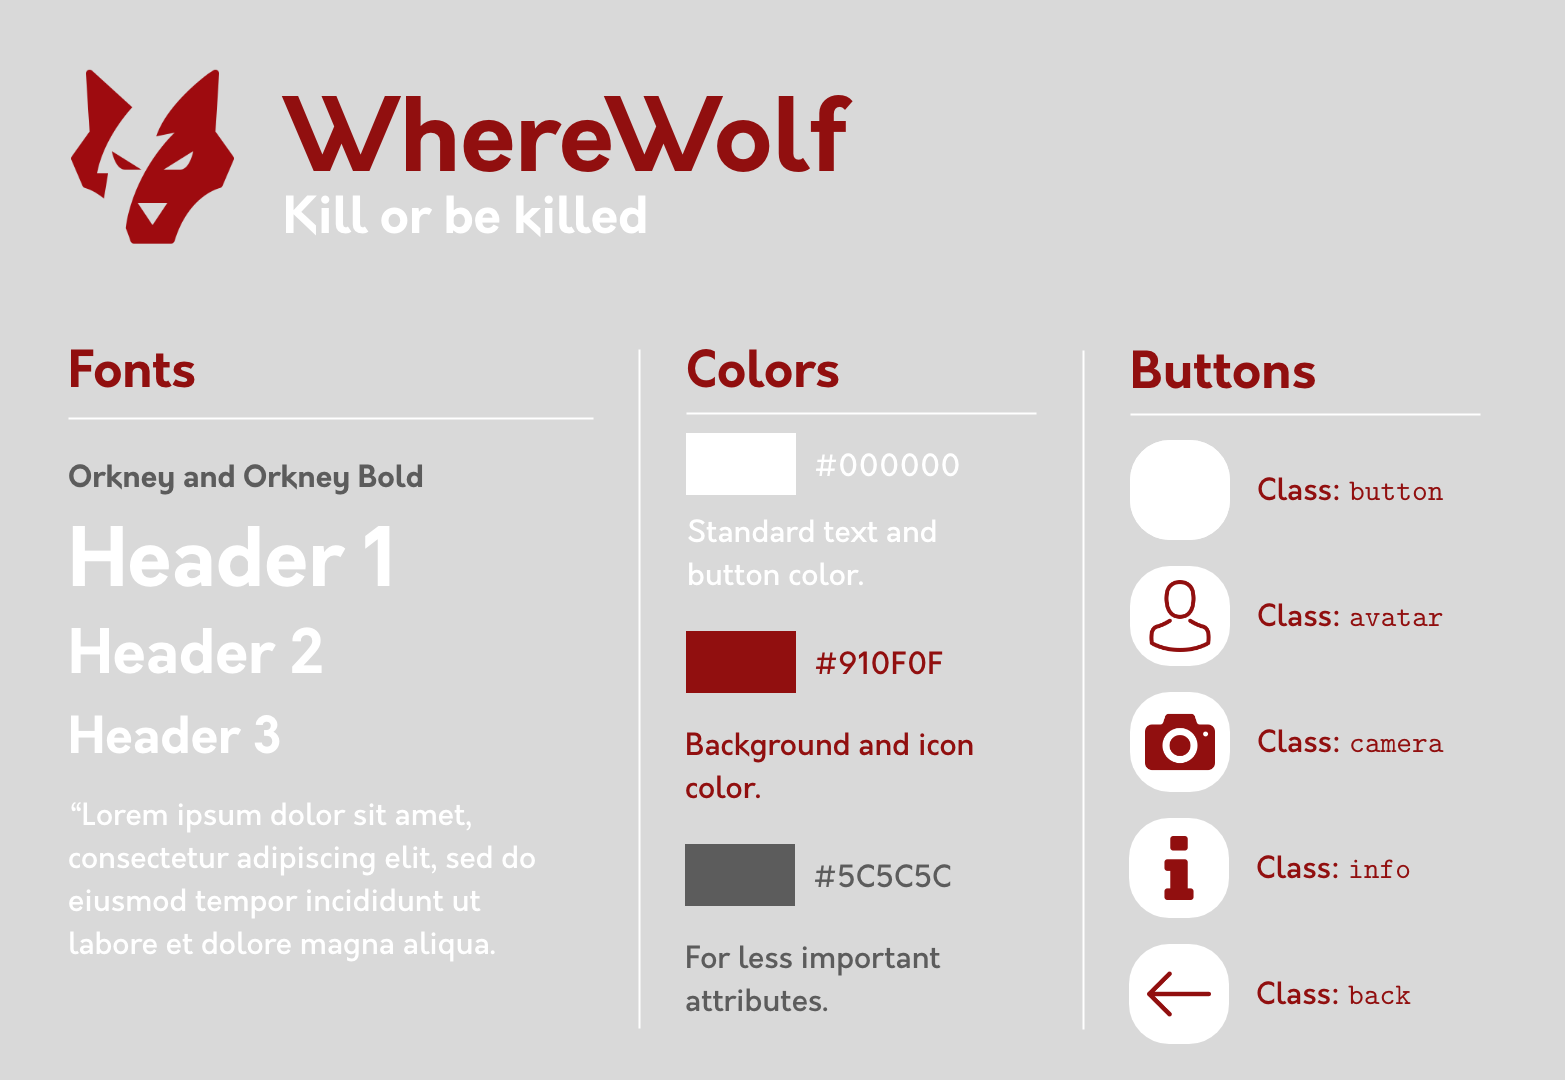 WhereWolf
Kill or be killed
Fonts
Orkney and Orkney Bold
Header 1
Header 2
Header 3
“Lorem ipsum dolor sit amet,
consectetur adipiscing elit, sed do
eiusmod tempor incididunt ut
labore et dolore magna aliqua.
Colors
#000000
Standard text and
button color.
#910F0F
Background and icon
color.
#5C5C5C
For less important
attributes.
Buttons
Class: button
Class: avatar
Class: camera
Class: info
Class: back